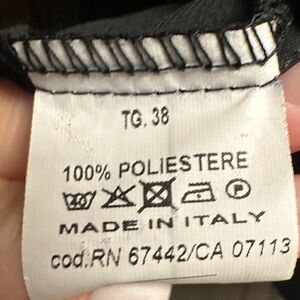 TG. 38
100% POLIESTERE
P
MADE IN ITALY
cod.RN 67442/CA 07113